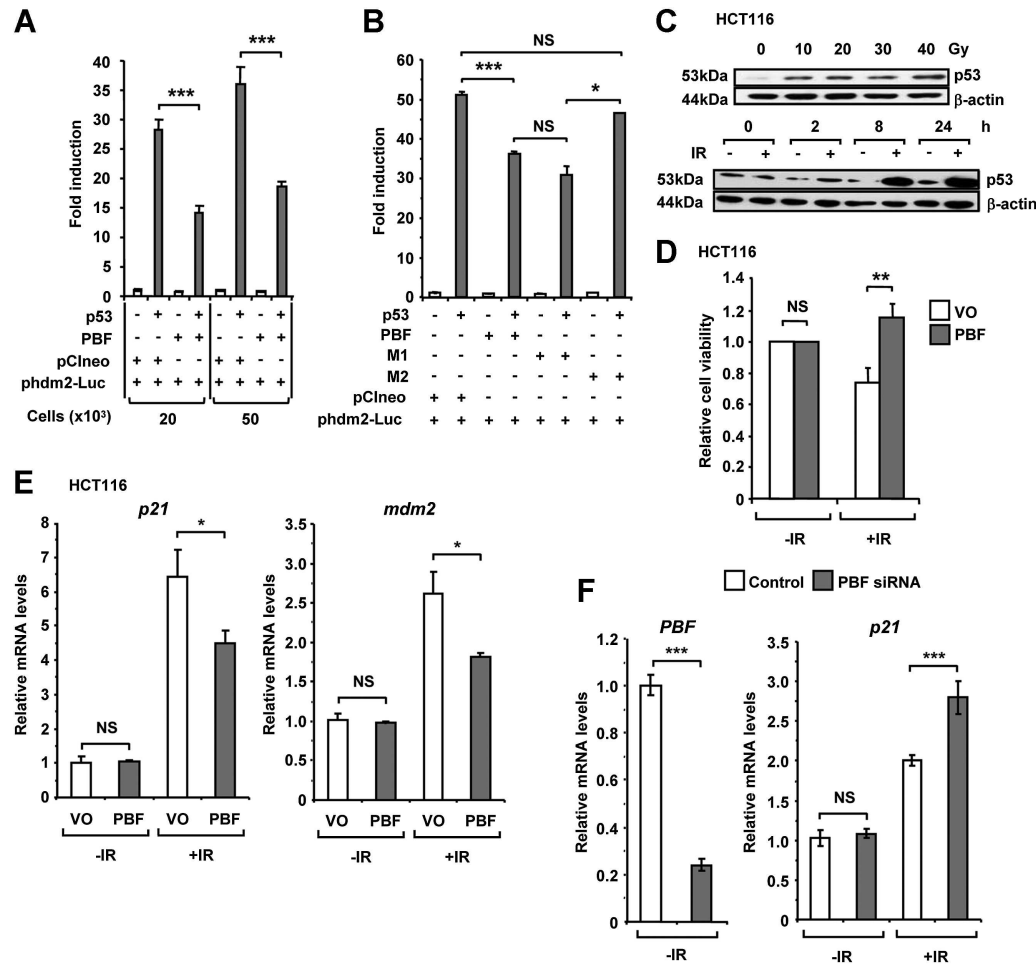 A
***
***
40
35
30
25
20
15
10
5
0
Fold induction
p53 - + - + - + - +
PBF - - + + - - + +
pCIneo + + - - + + - -
phdm2-Luc + + + + + + + +
Cells (x10³) 20 50
B
NS
***
*
NS
60
50
40
30
20
10
0
Fold induction
p53 - + - + - + - +
PBF - - + + - - - -
M1 - - - - + + - -
M2 - - - - - - + +
pCIneo + + - - - - - -
phdm2-Luc + + + + + + + +
C HCT116
0 10 20 30 40 Gy
53kDa p53
44kDa β-actin
0 2 8 24 h
IR - + - + - + - +
53kDa p53
44kDa β-actin
D HCT116
1.4
1.2
1.0
0.8
0.6
0.4
0.2
0
Relative cell viability
NS
**
VO
PBF
-IR +IR
E HCT116
p21
8
7
6
5
4
3
2
1
0
Relative mRNA levels
NS
*
VO PBF VO PBF
-IR +IR
mdm2
3.5
3.0
2.5
2.0
1.5
1.0
0.5
0
Relative mRNA levels
NS
*
VO PBF VO PBF
-IR +IR
F
Control PBF siRNA
PBF
1.2
1.0
0.8
0.6
0.4
0.2
0
Relative mRNA levels
***
-IR
p21
3.5
3.0
2.5
2.0
1.5
1.0
0.5
0
Relative mRNA levels
NS
***
-IR +IR